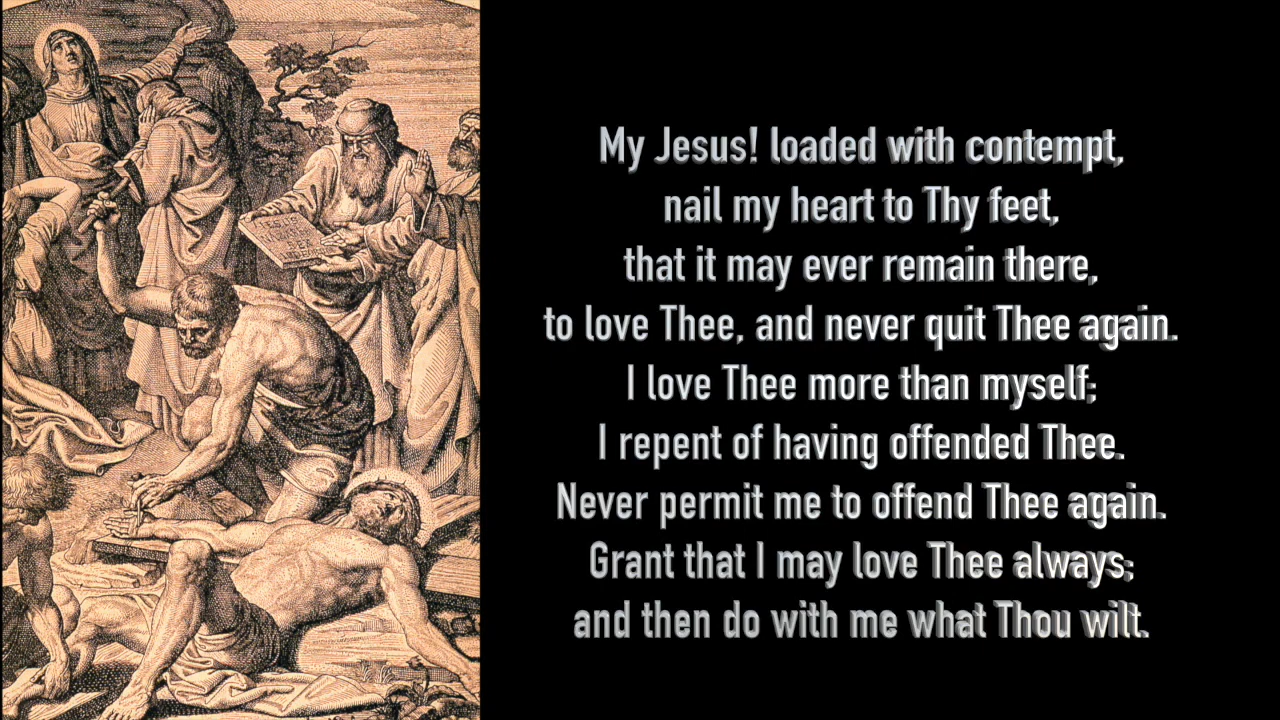 My Jesus! loaded with contempt,
nail my heart to Thy feet,
that it may ever remain there,
to love Thee, and never quit Thee again.
I love Thee more than myself;
I repent of having offended Thee.
Never permit me to offend Thee again.
Grant that I may love Thee always;
and then do with me what Thou wilt.